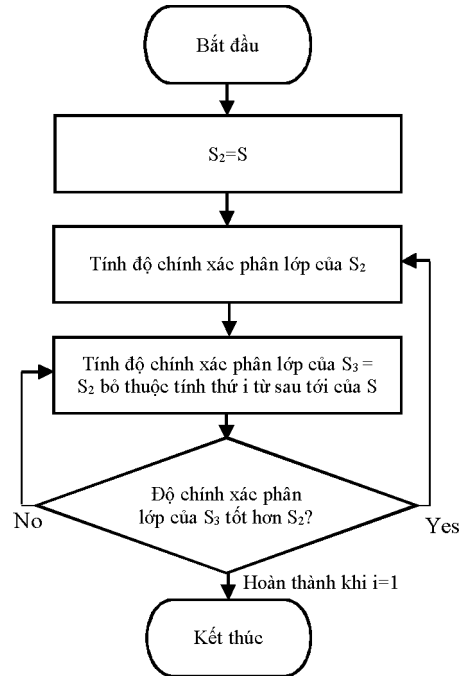 Bắt đầu
S₂=S
Tính độ chính xác phân lớp của S₂
Tính độ chính xác phân lớp của S₃ =
S₂ bỏ thuộc tính thứ i từ sau tới của S
Độ chính xác phân
lớp của S₃ tốt hơn S₂?
No
Yes
Hoàn thành khi i=1
Kết thúc